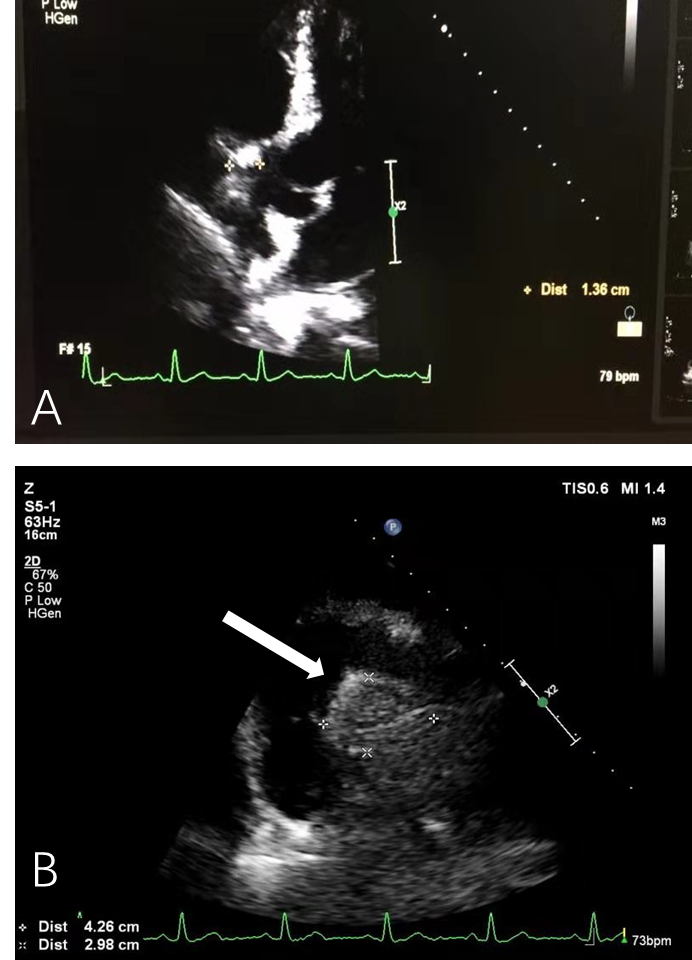 P Low
HGen
X2
Dist 1.36 cm
F# 15
79 bpm
A
Z
TIS0.6 MI 1.4
S5-1
63Hz
16cm
M3
P
2D
67%
C 50
P Low
HGen
X2
B
Dist 4.26 cm
Dist 2.98 cm
73bpm